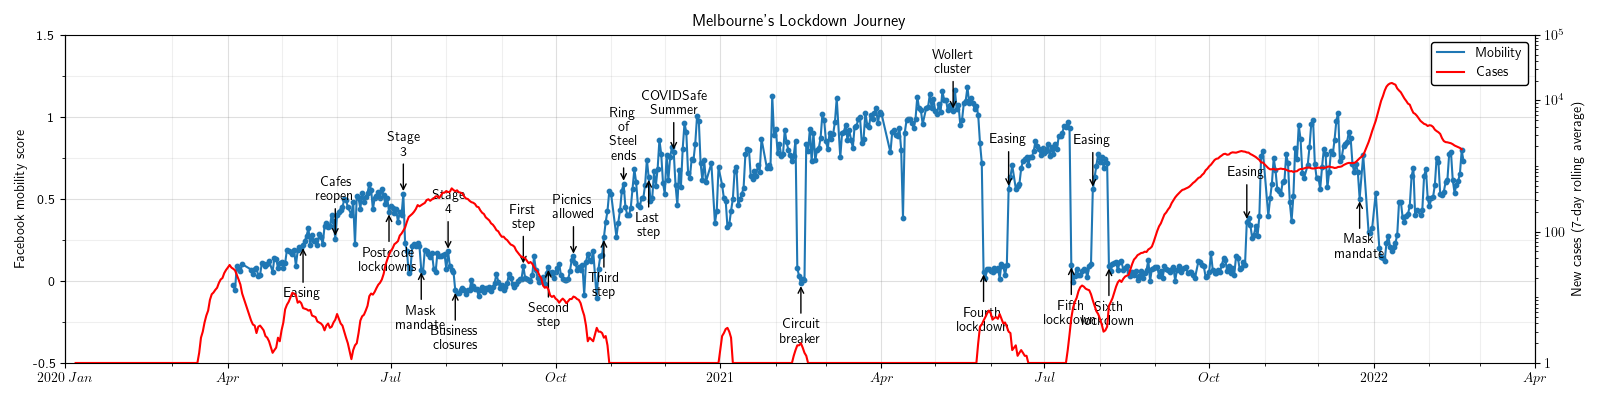 Melbourne's Lockdown Journey
Facebook mobility score
1.5
1
0.5
0
-0.5
2020 Jan
Apr
Jul
Oct
2021
Apr
Jul
Oct
2022
Apr
New cases (7-day rolling average)
10^5
10^4
100
1
Mobility
Cases
Easing
Cafes
reopen
Postcode
lockdowns
Stage
3
Mask
mandate
Stage
4
Business
closures
First
step
Second
step
Picnics
allowed
Third
step
Ring
of
Steel
ends
Last
step
COVIDSafe
Summer
Circuit
breaker
Wollert
cluster
Fourth
lockdown
Easing
Fifth
lockdown
Easing
Sixth
lockdown
Easing
Mask
mandate